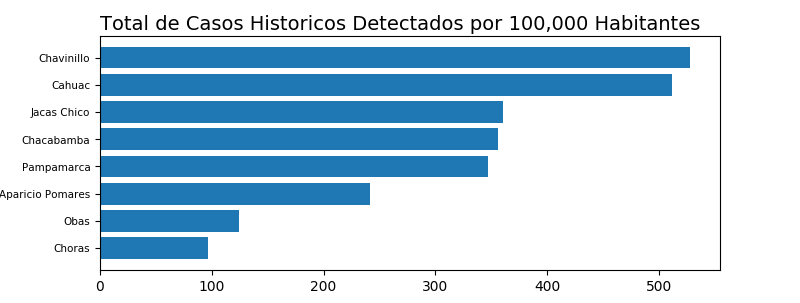 Total de Casos Historicos Detectados por 100,000 Habitantes
Chavinillo
Cahuac
Jacas Chico
Chacabamba
Pampamarca
Aparicio Pomares
Obas
Choras
0 100 200 300 400 500